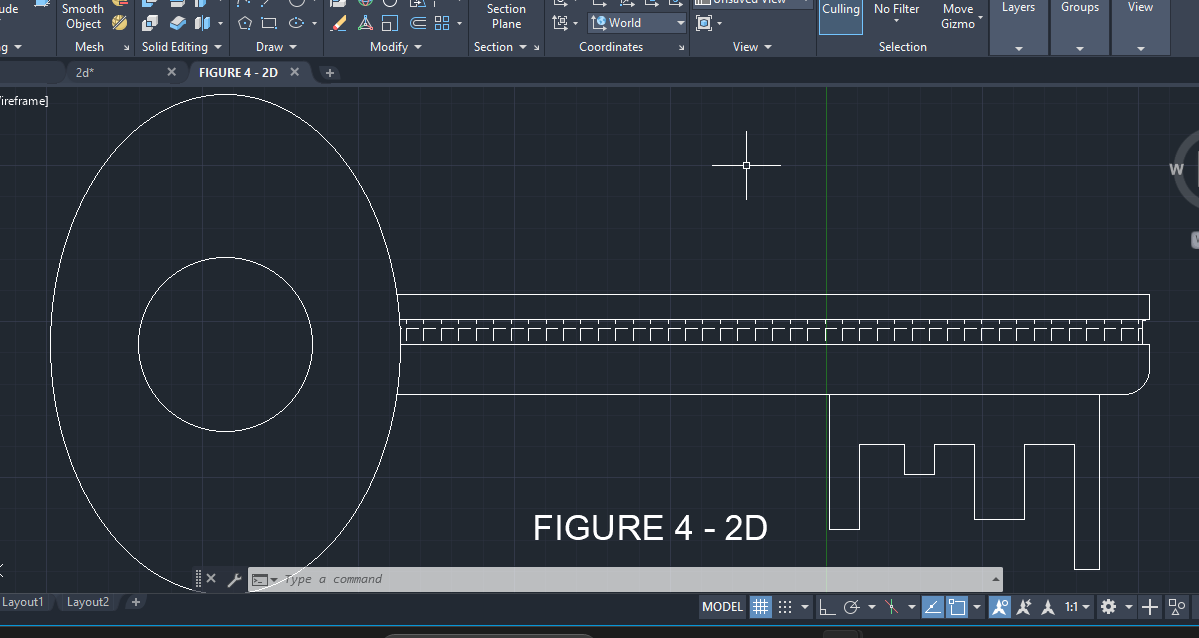 ude Smooth Section World Unsaved View Culling No Filter Move Layers Groups View
Object Plane Gizmo
g Mesh Solid Editing Draw Modify Section Coordinates View Selection
2d* FIGURE 4 - 2D
Wireframe]
W
FIGURE 4 - 2D
Type a command
Layout1 Layout2
MODEL 1:1